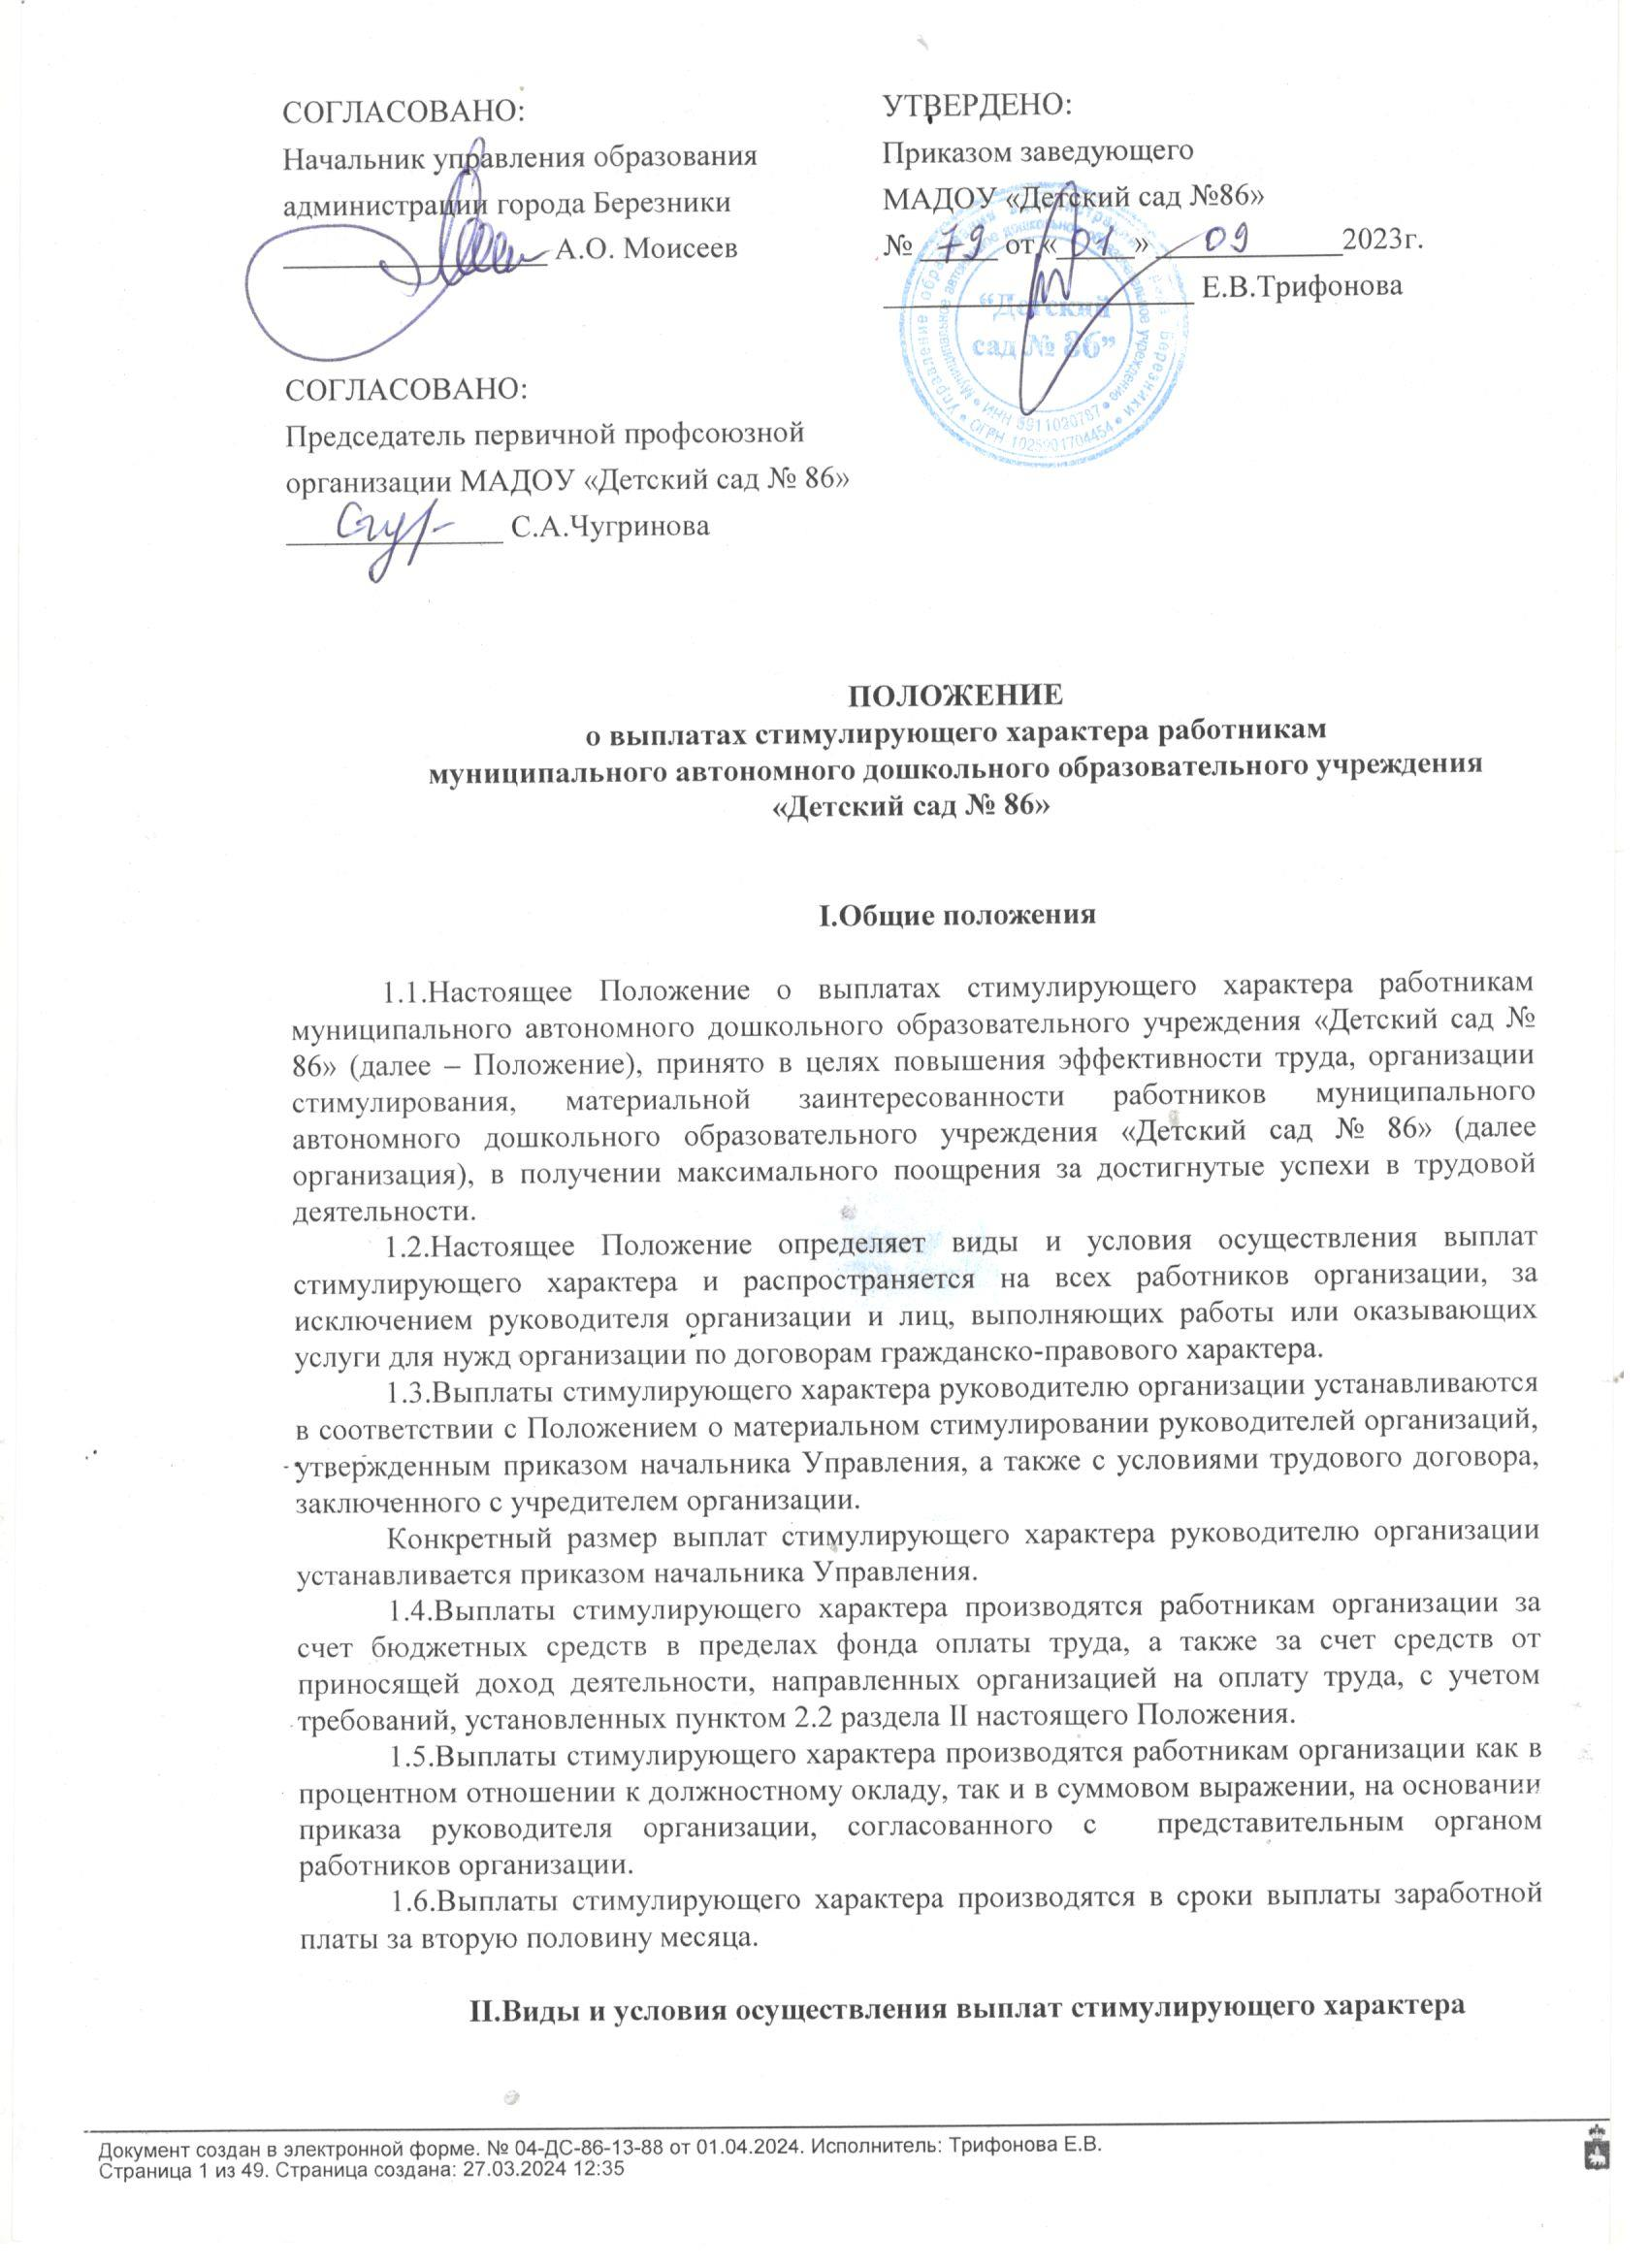 СОГЛАСОВАНО:
Начальник управления образования
администрации города Березники
А.О. Моисеев
УТВЕРДЕНО:
Приказом заведующего
МАДОУ «Детский сад №86»
№ 79 от «01» 09 2023г.
Е.В.Трифонова
“Детский
сад № 86”
СОГЛАСОВАНО:
Председатель первичной профсоюзной
организации МАДОУ «Детский сад № 86»
С.А.Чугринова
ПОЛОЖЕНИЕ
о выплатах стимулирующего характера работникам
муниципального автономного дошкольного образовательного учреждения
«Детский сад № 86»
I.Общие положения
1.1.Настоящее Положение о выплатах стимулирующего характера работникам
муниципального автономного дошкольного образовательного учреждения «Детский сад №
86» (далее – Положение), принято в целях повышения эффективности труда, организации
стимулирования, материальной заинтересованности работников муниципального
автономного дошкольного образовательного учреждения «Детский сад № 86» (далее
организация), в получении максимального поощрения за достигнутые успехи в трудовой
деятельности.
1.2.Настоящее Положение определяет виды и условия осуществления выплат
стимулирующего характера и распространяется на всех работников организации, за
исключением руководителя организации и лиц, выполняющих работы или оказывающих
услуги для нужд организации по договорам гражданско-правового характера.
1.3.Выплаты стимулирующего характера руководителю организации устанавливаются
в соответствии с Положением о материальном стимулировании руководителей организаций,
утвержденным приказом начальника Управления, а также с условиями трудового договора,
заключенного с учредителем организации.
Конкретный размер выплат стимулирующего характера руководителю организации
устанавливается приказом начальника Управления.
1.4.Выплаты стимулирующего характера производятся работникам организации за
счет бюджетных средств в пределах фонда оплаты труда, а также за счет средств от
приносящей доход деятельности, направленных организацией на оплату труда, с учетом
требований, установленных пунктом 2.2 раздела II настоящего Положения.
1.5.Выплаты стимулирующего характера производятся работникам организации как в
процентном отношении к должностному окладу, так и в суммовом выражении, на основании
приказа руководителя организации, согласованного с представительным органом
работников организации.
1.6.Выплаты стимулирующего характера производятся в сроки выплаты заработной
платы за вторую половину месяца.
II.Виды и условия осуществления выплат стимулирующего характера
Документ создан в электронной форме. № 04-ДС-86-13-88 от 01.04.2024. Исполнитель: Трифонова Е.В.
Страница 1 из 49. Страница создана: 27.03.2024 12:35